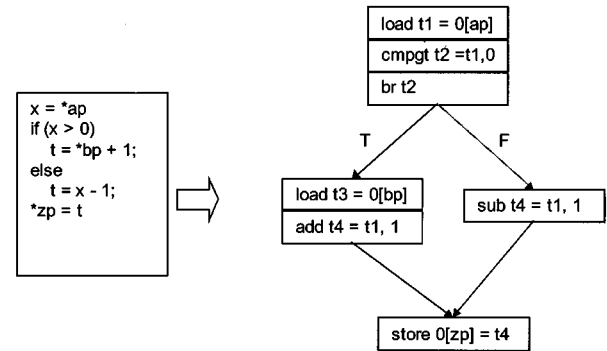 x = *ap
if (x > 0)
t = *bp + 1;
else
t = x - 1;
*zp = t
load t1 = 0[ap]
cmpgt t2 =t1,0
br t2
T
F
load t3 = 0[bp]
add t4 = t1, 1
sub t4 = t1, 1
store 0[zp] = t4